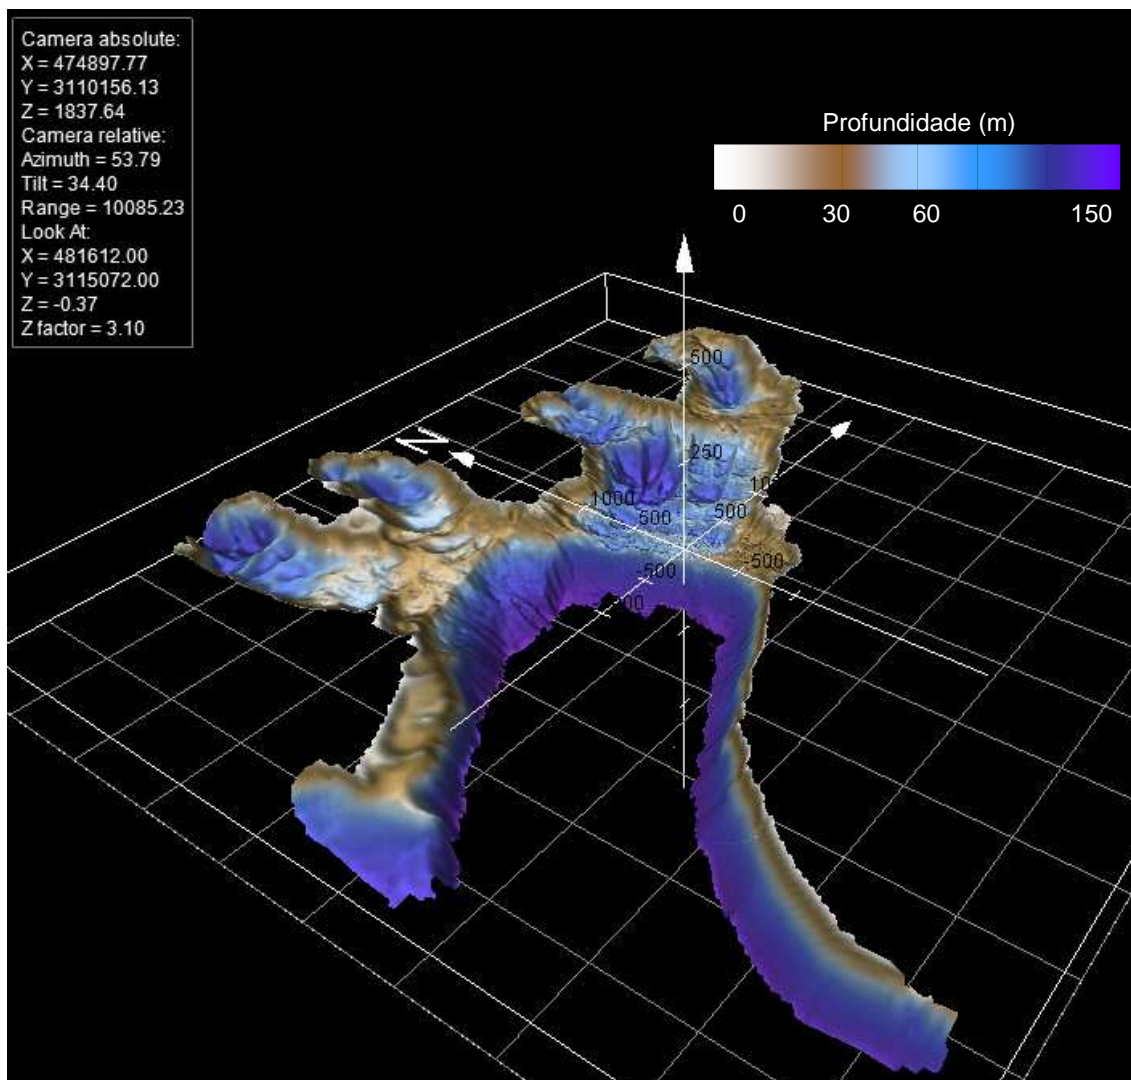 Camera absolute:
X = 474897.77
Y = 3110156.13
Z = 1837.64
Camera relative:
Azimuth = 53.79
Tilt = 34.40
Range = 10085.23
Look At:
X = 481612.00
Y = 3115072.00
Z = -0.37
Z factor = 3.10
Profundidade (m)
0 30 60 150
500
N
250
1000
500
500
-500
-500